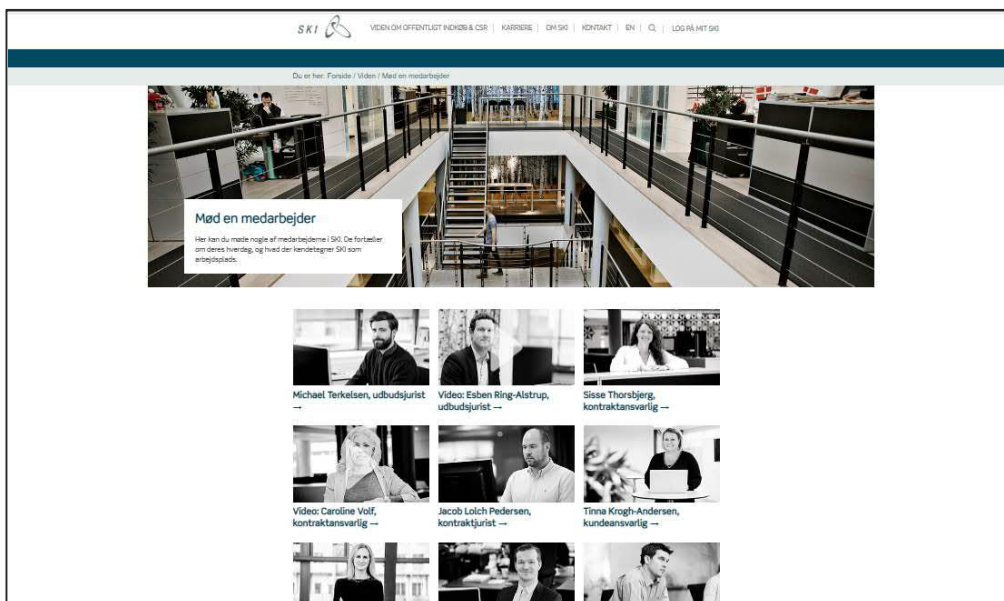 SKI
VIDEN OM OFFENTLIGT INDKØB & CSR | KARRIERE | OM SKI | KONTAKT | EN | LOG PÅ MIT SKI
Du er her: Forside / Viden / Mød en medarbejder
Mød en medarbejder
Her kan du møde nogle af medarbejderne i SKI. De fortæller
om deres hverdag, og hvad der kendetegner SKI som
arbejdsplads.
Michael Terkelsen, udbudsjurist
→
Video: Esben Ring-Alstrup,
udbudsjurist →
Sisse Thorsbjerg,
kontraktansvarlig →
Video: Caroline Volf,
kontraktansvarlig →
Jacob Lolch Pedersen,
kontraktjurist →
Tinna Krogh-Andersen,
kundeansvarlig →